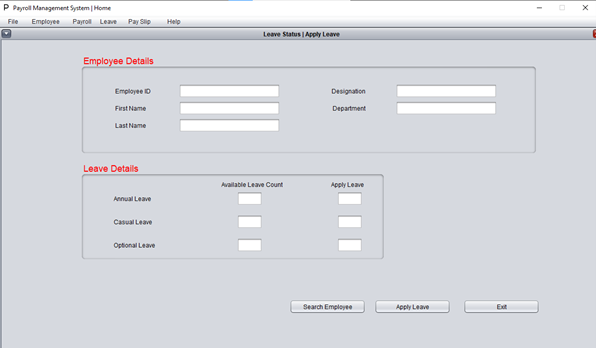 P Payroll Management System | Home
File Employee Payroll Leave Pay Slip Help
Leave Status | Apply Leave
Employee Details
Employee ID Designation
First Name Department
Last Name
Leave Details
Available Leave Count Apply Leave
Annual Leave
Casual Leave
Optional Leave
Search Employee Apply Leave Exit